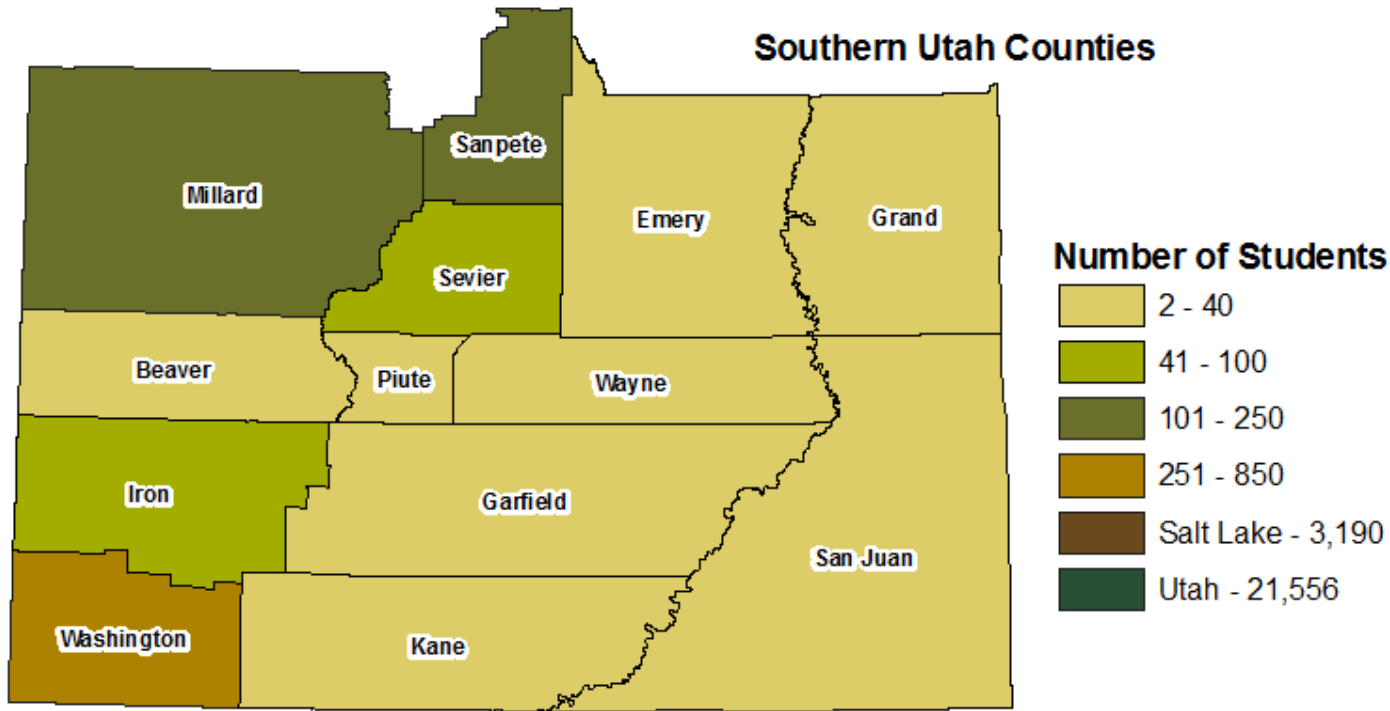 Southern Utah Counties
Sanpete
Millard
Emery
Grand
Sevier
Beaver
Piute
Wayne
Iron
Garfield
San Juan
Washington
Kane
Number of Students
2 - 40
41 - 100
101 - 250
251 - 850
Salt Lake - 3,190
Utah - 21,556